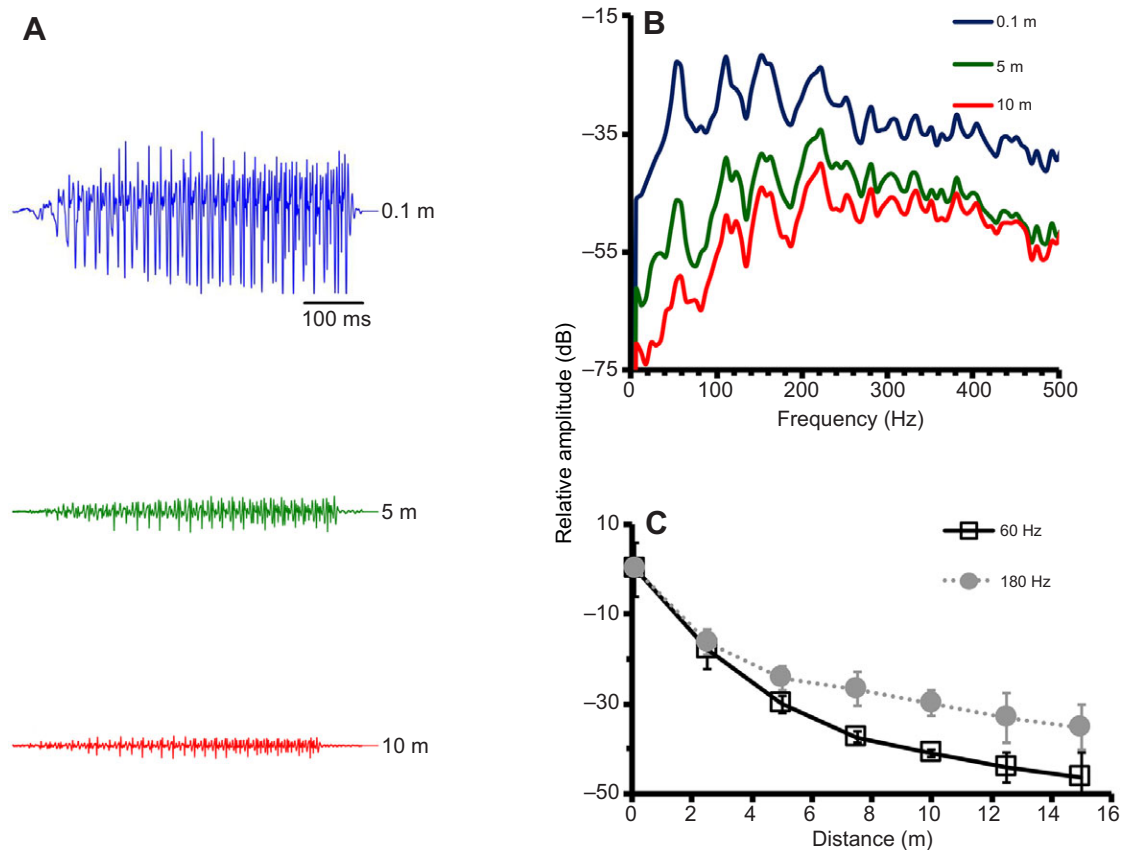 A
0.1 m
100 ms
5 m
10 m
B
0.1 m
5 m
10 m
–15
–35
–55
–75
0 100 200 300 400 500
Frequency (Hz)
Relative amplitude (dB)
C
60 Hz
180 Hz
10
–10
–30
–50
0 2 4 6 8 10 12 14 16
Distance (m)